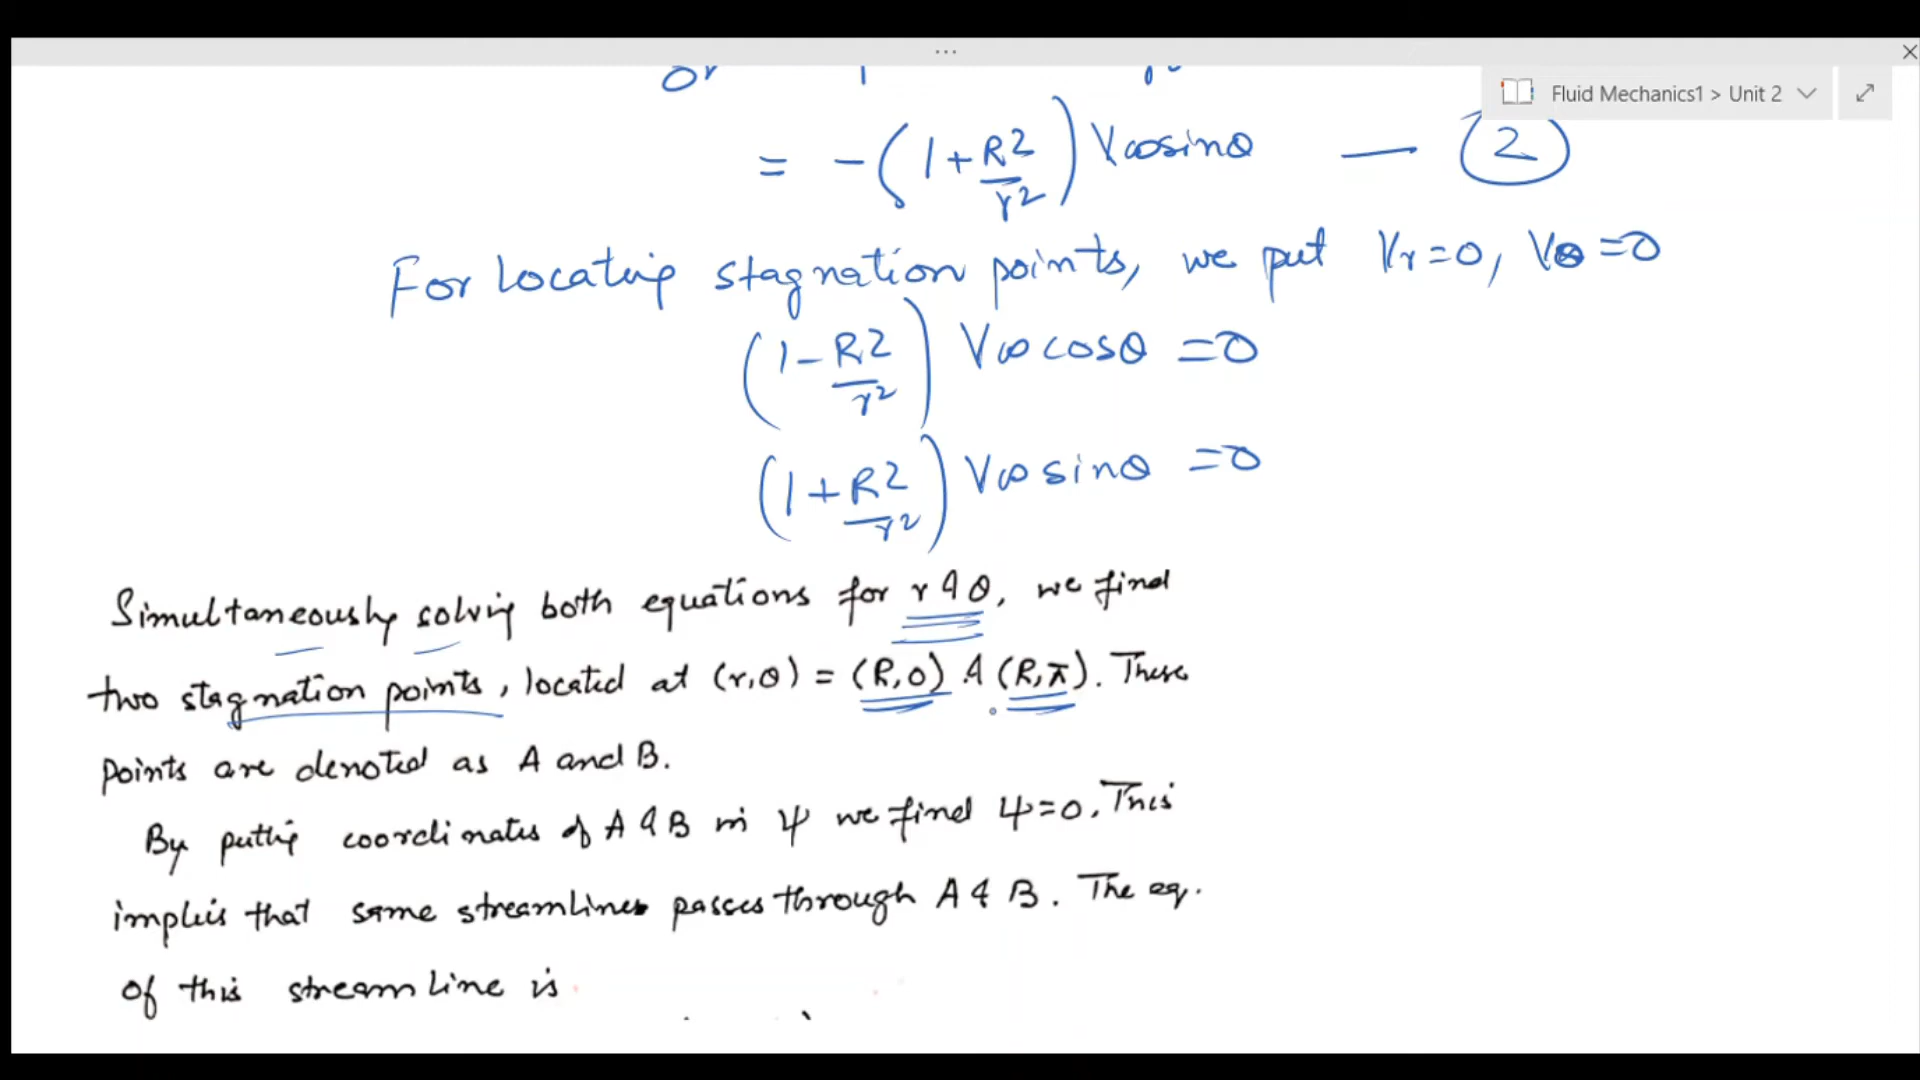 or
Fluid Mechanics1 > Unit 2
= -(1+R2/r2) V∞sinθ — (2)
For Locating stagnation points, we put Vr=0, Vθ=0
(1-R2/r2) V∞cosθ =0
(1+R2/r2) V∞sinθ =0
Simultaneously solving both equations for r & θ, we find
two stagnation points, located at (r,θ) = (R,0) & (R,π). These
points are denoted as A and B.
By putting coordinates of A & B in ψ we find ψ=0. This
implies that same streamline passes through A & B. The eq.
of this streamline is